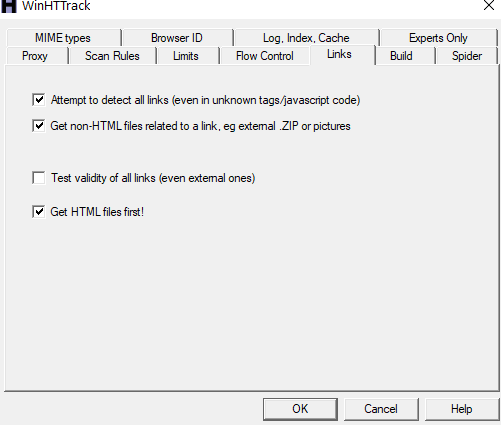 WinHTTrack
MIME types Browser ID Log, Index, Cache Experts Only
Proxy Scan Rules Limits Flow Control Links Build Spider
Attempt to detect all links (even in unknown tags/javascript code)
Get non-HTML files related to a link, eg external .ZIP or pictures
Test validity of all links (even external ones)
Get HTML files first!
OK Cancel Help